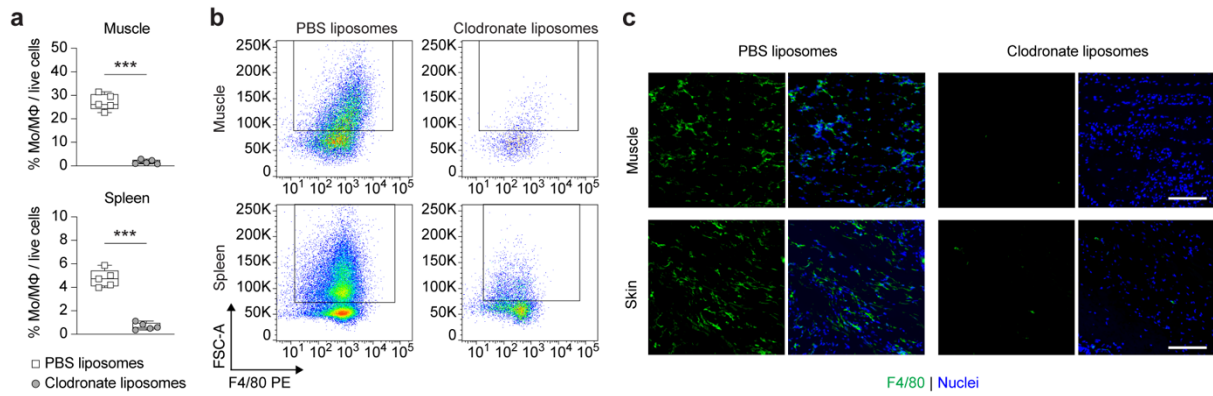 a
Muscle
% Mo/MΦ / live cells
50
40
30
20
10
0
***
Spleen
% Mo/MΦ / live cells
10
8
6
4
2
0
***
PBS liposomes
Clodronate liposomes
b
PBS liposomes
Clodronate liposomes
Muscle
250K
200K
150K
100K
50K
0
10¹ 10² 10³ 10⁴ 10⁵
250K
200K
150K
100K
50K
0
10¹ 10² 10³ 10⁴ 10⁵
Spleen
250K
200K
150K
100K
50K
0
10¹ 10² 10³ 10⁴ 10⁵
250K
200K
150K
100K
50K
0
10¹ 10² 10³ 10⁴ 10⁵
FSC-A
F4/80 PE
c
PBS liposomes
Clodronate liposomes
Muscle
Skin
F4/80 | Nuclei